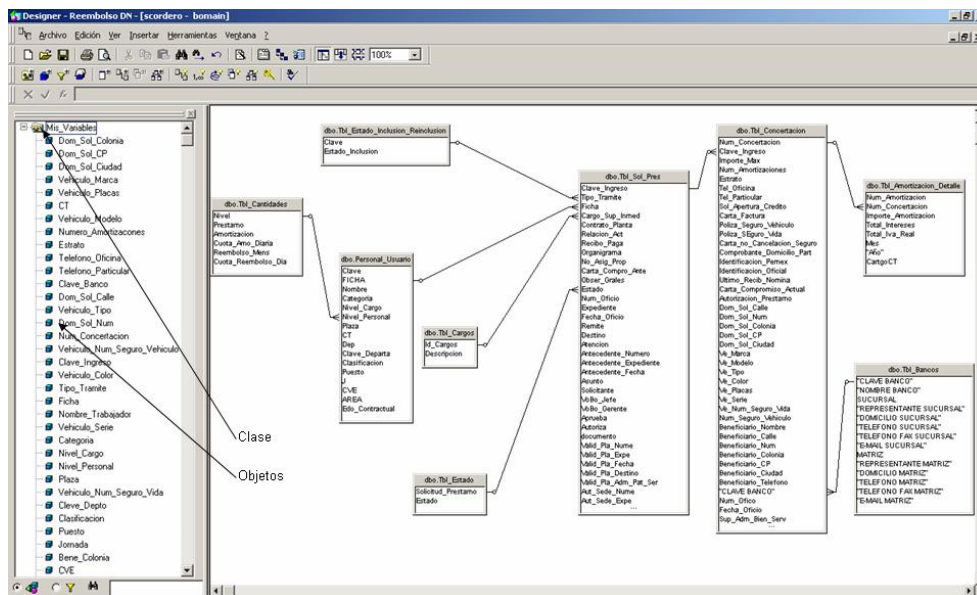 Designer - Reembolso DN - [scordero - bomain]
Archivo Edición Ver Insertar Herramientas Ventana ?
100%
Mis_Variables
Dom_Sol_Colonia
Dom_Sol_CP
Dom_Sol_Ciudad
Vehiculo_Marca
Vehiculo_Placas
CT
Vehiculo_Modelo
Numero_Amortizacones
Estrato
Telefono_Oficina
Telefono_Particular
Clave_Banco
Dom_Sol_Calle
Vehiculo_Tipo
Dom_Sol_Num
Num_Concertacion
Vehiculo_Num_Seguro_Vehiculo
Clave_Ingreso
Vehiculo_Color
Tipo_Tramite
Ficha
Nombre_Trabajador
Vehiculo_Serie
Categoria
Nivel_Cargo
Nivel_Personal
Plaza
Vehiculo_Num_Seguro_Vida
Cleve_Depto
Clasificacion
Puesto
Jornada
Bene_Colonia
CVE
Clase
Objetos
dbo.Tbl_Estado_Inclusion_Reinclusion
Clave
Estado_Inclusion
dbo.Tbl_Cantidades
Nivel
Prestamo
Amortizacion
Cuota_Amo_Diaria
Reembolso_Mens
Cuota_Reembolso_Dia
dbo.Personal_Usuario
Clave
FICHA
Nombre
Categoria
Nivel_Cargo
Nivel_Personal
Plaza
CT
Dep
Clave_Departa
Clasificacion
Puesto
J
CVE
AREA
Edo_Contractual
dbo.Tbl_Cargos
Id_Cargos
Descripcion
dbo.Tbl_Estado
Solicitud_Prestamo
Estado
dbo.Tbl_Sol_Pres
Clave_Ingreso
Tipo_Tramite
Ficha
Cargo_Sup_Inmed
Contrato_Planta
Relacion_Act
Recibo_Paga
Organigrama
No_Asig_Prop
Carta_Compro_Ante
Obser_Grales
Estado
Num_Oficio
Expediente
Fecha_Oficio
Remite
Destino
Atencion
Antecedente_Numero
Antecedente_Expediente
Antecedente_Fecha
Asunto
Solicitante
VoBo_Jefe
VoBo_Gerente
Aprueba
Autoriza
documento
Valid_Pla_Nume
Valid_Pla_Expe
Valid_Pla_Fecha
Valid_Pla_Destino
Valid_Pla_Adm_Pat_Ser
Aut_Sede_Nume
Aut_Sede_Expe
...
dbo.Tbl_Concertacion
Num_Concertacion
Clave_Ingreso
Importe_Max
Num_Amortizaciones
Estrato
Tel_Oficina
Tel_Particular
Sol_Apertura_Credito
Carta_Factura
Poliza_Seguro_Vehiculo
Poliza_SEguro_Vida
Carta_no_Cancelacion_Seguro
Comprobante_Domicilio_Part
Identificacion_Pemex
Identificacion_Oficial
Ultimo_Recib_Nomina
Carta_Compromiso_Actual
Autorizacion_Prestamo
Dom_Sol_Calle
Dom_Sol_Num
Dom_Sol_Colonia
Dom_Sol_CP
Dom_Sol_Ciudad
Ve_Marca
Ve_Modelo
Ve_Tipo
Ve_Color
Ve_Placas
Ve_Serie
Ve_Num_Seguro_Vida
Num_Seguro_Vehiculo
Beneficiario_Nombre
Beneficiario_Calle
Beneficiario_Num
Beneficiario_Colonia
Beneficiario_CP
Beneficiario_Ciudad
Beneficiario_Telefono
"CLAVE BANCO"
Num_Ofico
Fecha_Oficio
Sup_Adm_Bien_Serv
...
dbo.Tbl_Amortizacion_Detalle
Num_Amortizacion
Num_Concertacion
Importe_Amortizacion
Total_Intereses
Total_Iva_Real
Mes
"Año"
CartgoCT
dbo.Tbl_Bancos
"CLAVE BANCO"
"NOMBRE BANCO"
SUCURSAL
"REPRESENTANTE SUCURSAL"
"DOMICILIO SUCURSAL"
"TELEFONO SUCURSAL"
"TELEFONO FAX SUCURSAL"
"E-MAIL SUCURSAL"
MATRIZ
"REPRESENTANTE MATRIZ"
"DOMICILIO MATRIZ"
"TELEFONO MATRIZ"
"TELEFONO FAX MATRIZ"
"E-MAIL MATRIZ"